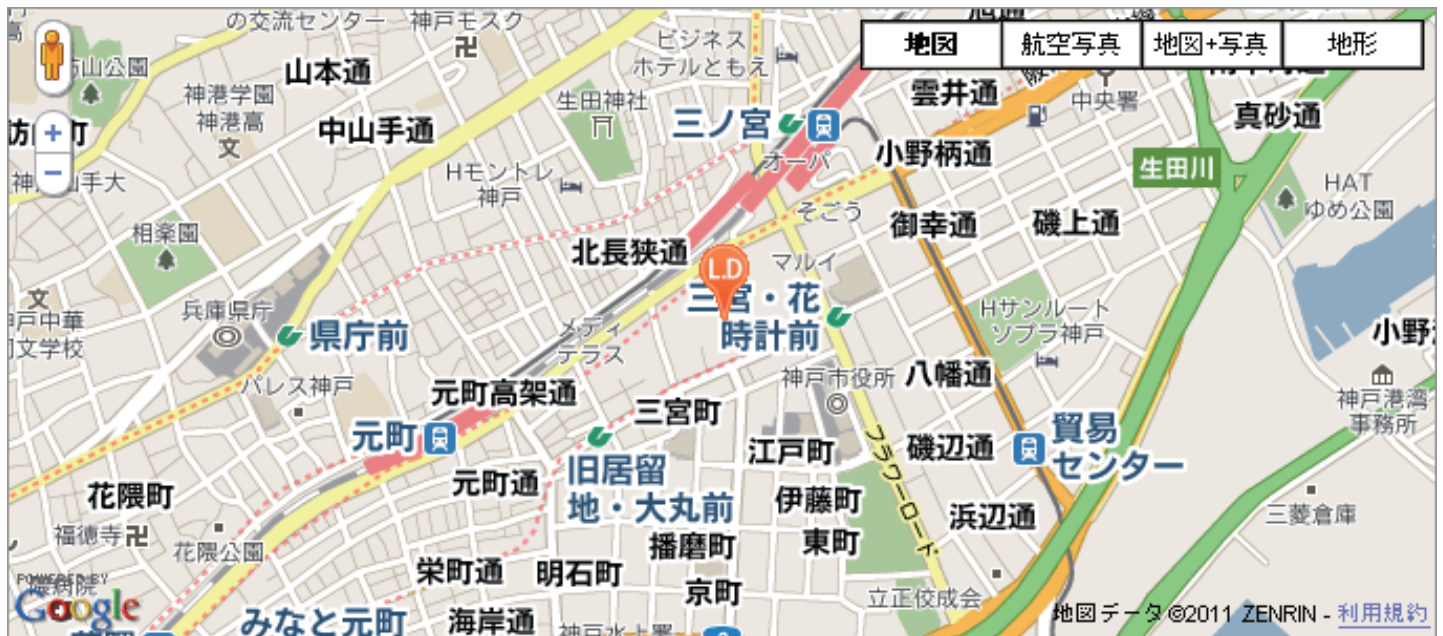 の交流センター
神戸モスク
ビジネス
ホテルともえ
地図
航空写真
地図+写真
地形
山本通
神港学園
神港高
生田神社
三ノ宮
オーパ
雲井通
中央署
真砂通
中山手通
小野柄通
生田川
Hモントレ
神戸
HAT
ゆめ公園
相楽園
そごう
御幸通
磯上通
北長狭通
L.D
マルイ
三宮・花
時計前
兵庫県庁
県庁前
メディ
テラス
Hサンルート
ソプラ神戸
パレス神戸
元町高架通
三宮町
神戸市役所
八幡通
神戸港湾
事務所
元町
旧居留
地・大丸前
江戸町
磯辺通
貿易
センター
フラワーロード
花隈町
元町通
伊藤町
浜辺通
三菱倉庫
福徳寺
花隈公園
播磨町
東町
栄町通
明石町
京町
立正佼成会
POWERED BY
Google
みなと元町
海岸通
神戸水上署
地図データ ©2011 ZENRIN - 利用規約